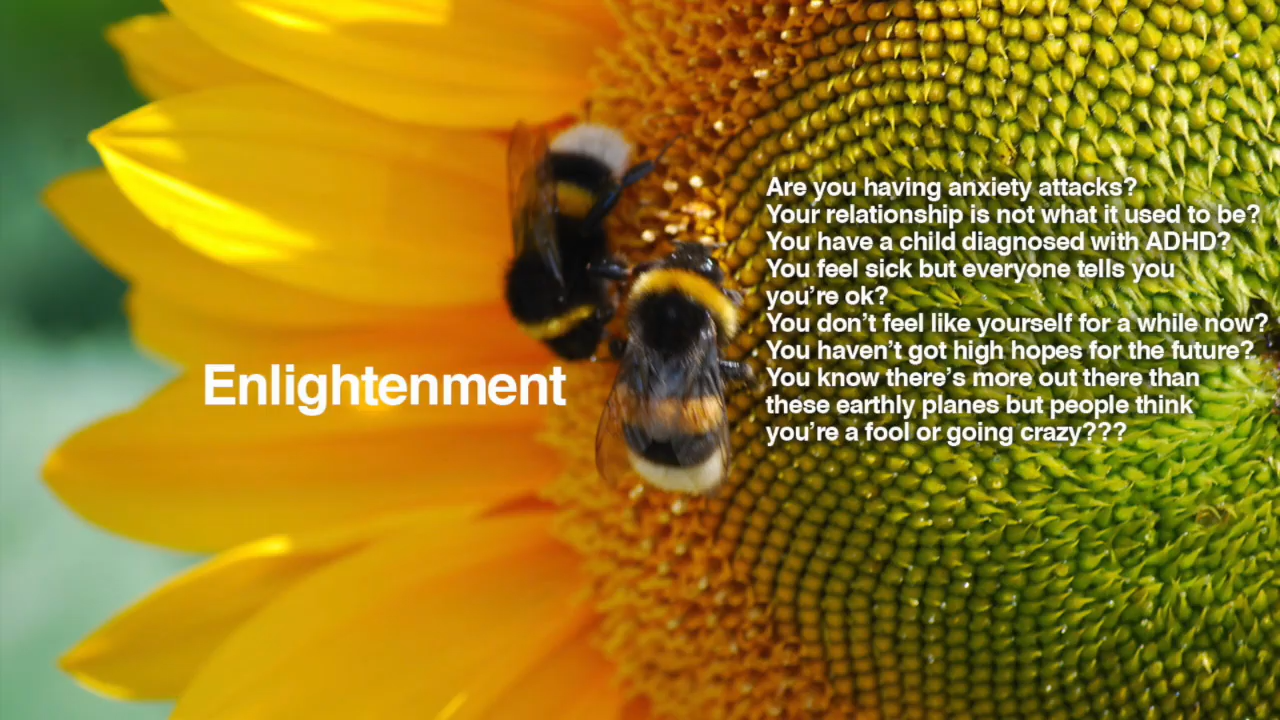 Enlightenment
Are you having anxiety attacks?
Your relationship is not what it used to be?
You have a child diagnosed with ADHD?
You feel sick but everyone tells you
you’re ok?
You don’t feel like yourself for a while now?
You haven’t got high hopes for the future?
You know there’s more out there than
these earthly planes but people think
you’re a fool or going crazy???